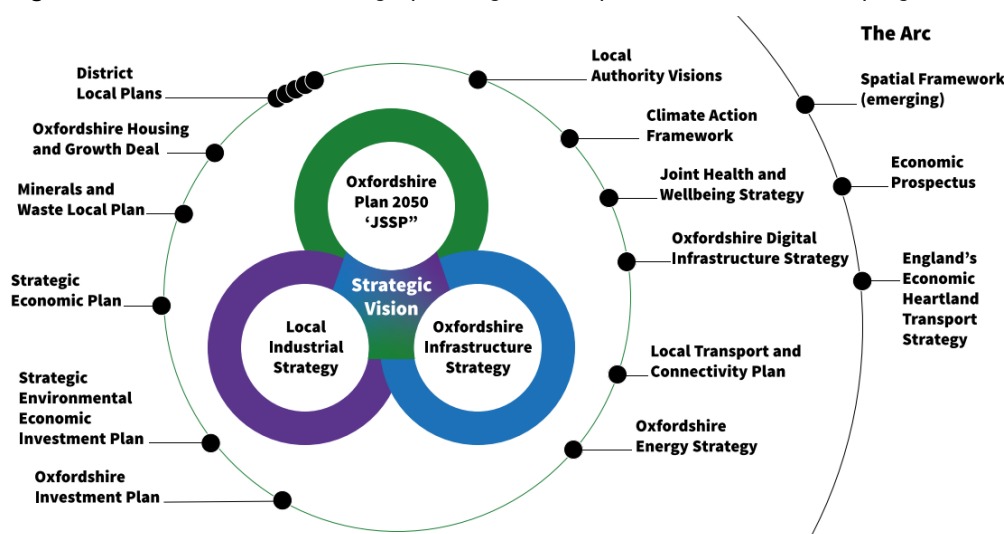 The Arc
District
Local Plans
Oxfordshire Housing
and Growth Deal
Minerals and
Waste Local Plan
Strategic
Economic Plan
Strategic
Environmental
Economic
Investment Plan
Oxfordshire
Investment Plan
Oxfordshire
Plan 2050
‘JSSP”
Strategic
Vision
Local
Industrial
Strategy
Oxfordshire
Infrastructure
Strategy
Local
Authority Visions
Climate Action
Framework
Joint Health and
Wellbeing Strategy
Oxfordshire Digital
Infrastructure Strategy
Local Transport and
Connectivity Plan
Oxfordshire
Energy Strategy
Spatial Framework
(emerging)
Economic
Prospectus
England’s
Economic
Heartland
Transport
Strategy